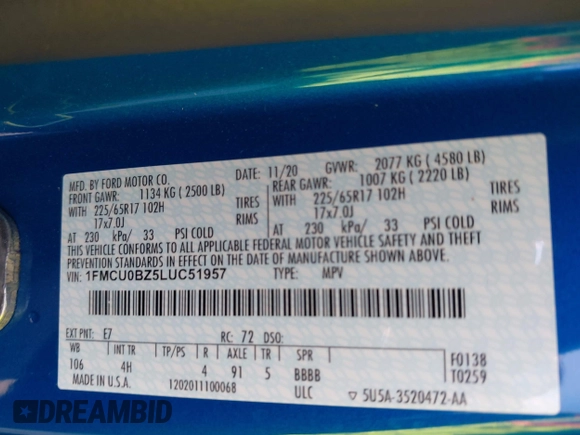 MFD. BY FORD MOTOR CO. DATE: 11/20 GVWR: 2077 KG ( 4580 LB)
FRONT GAWR: 1134 KG ( 2500 LB) REAR GAWR: 1007 KG ( 2220 LB)
WITH 225/65R17 102H TIRES WITH 225/65R17 102H TIRES
17x7.0J RIMS 17x7.0J RIMS
AT 230 kPa/ 33 PSI COLD AT 230 kPa/ 33 PSI COLD
THIS VEHICLE CONFORMS TO ALL APPLICABLE FEDERAL MOTOR VEHICLE SAFETY AND THEFT
PREVENTION STANDARDS IN EFFECT ON THE DATE OF MANUFACTURE SHOWN ABOVE.
VIN: 1FMCU0BZ5LUC51957 TYPE: MPV
EXT PNT: E7 RC: 72 DSO: F0138
WB INT TR TP/PS R AXLE TR SPR T0259
106 4H 4 91 5 BBBB
MADE IN U.S.A. 1202011100068 ULC ▽ 5U5A-3520472-AA
DREAMBID